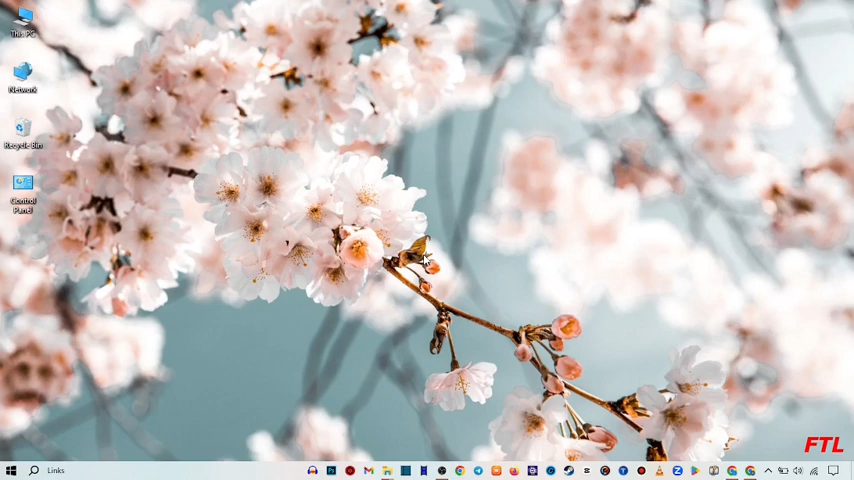 This PC
Network
Recycle Bin
Control
Panel
FTL
Links